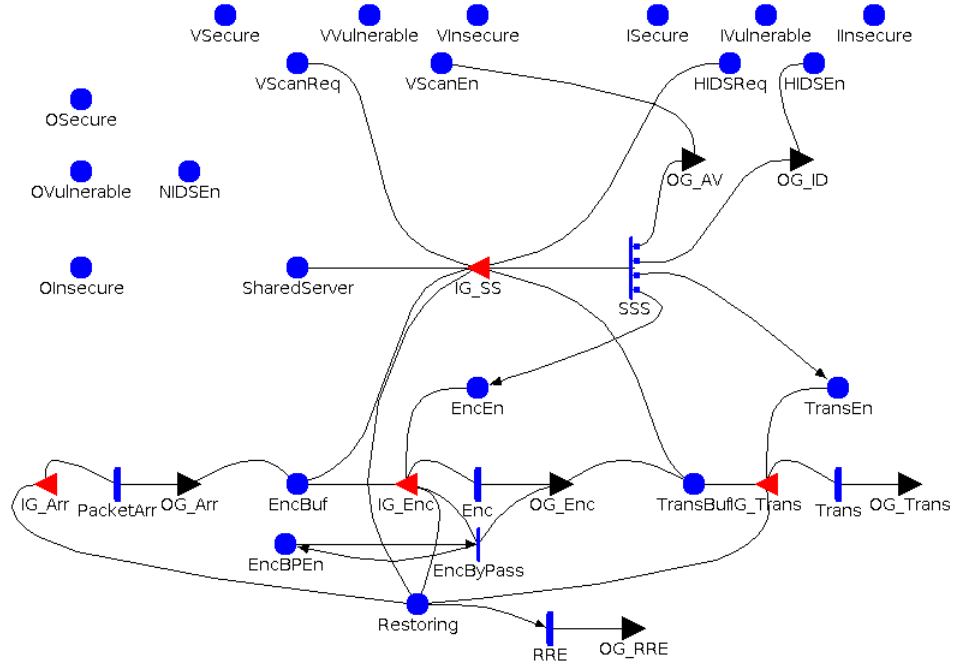 VSecure
VVulnerable
VInsecure
ISecure
IVulnerable
IInsecure
VScanReq
VScanEn
HIDSReq
HIDSEn
OSecure
OVulnerable
NIDSEn
OG_AV
OG_ID
OInsecure
SharedServer
IG_SS
SSS
EncEn
TransEn
IG_Arr
PacketArr
OG_Arr
EncBuf
IG_Enc
Enc
OG_Enc
TransBuf
IG_Trans
Trans
OG_Trans
EncBPEn
EncByPass
Restoring
RRE
OG_RRE